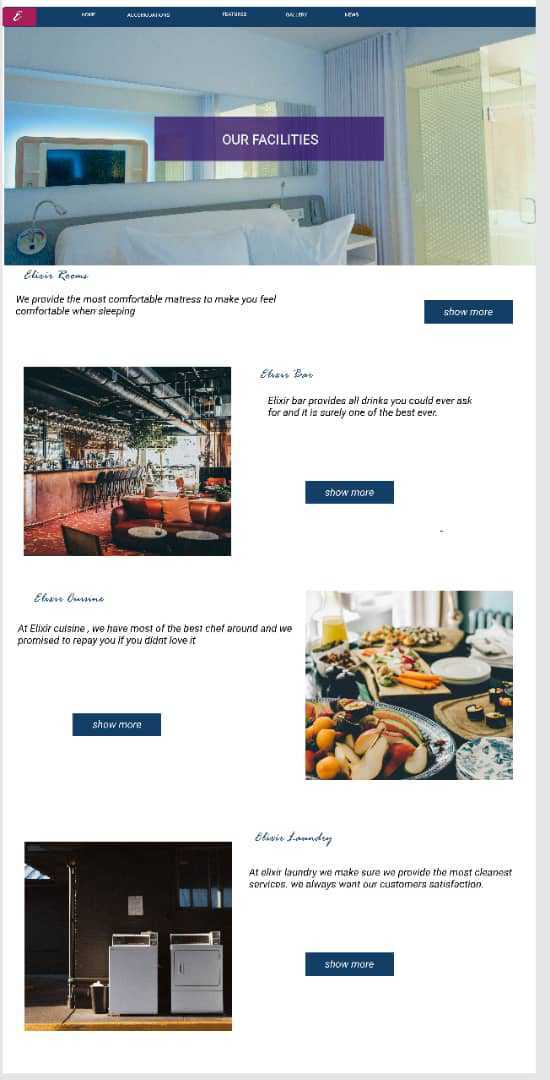 E
HOME ACCOMODATIONS FEATURES GALLERY NEWS
OUR FACILITIES
Elixir Rooms
We provide the most comfortable matress to make you feel
comfortable when sleeping
show more
Elixir Bar
Elixir bar provides all drinks you could ever ask
for and it is surely one of the best ever.
show more
Elixir Cuisine
At Elixir cuisine , we have most of the best chef around and we
promised to repay you if you didnt love it
show more
Elixir Laundry
At elixir laundry we make sure we provide the most cleanest
services. we always want our customers satisfaction.
show more